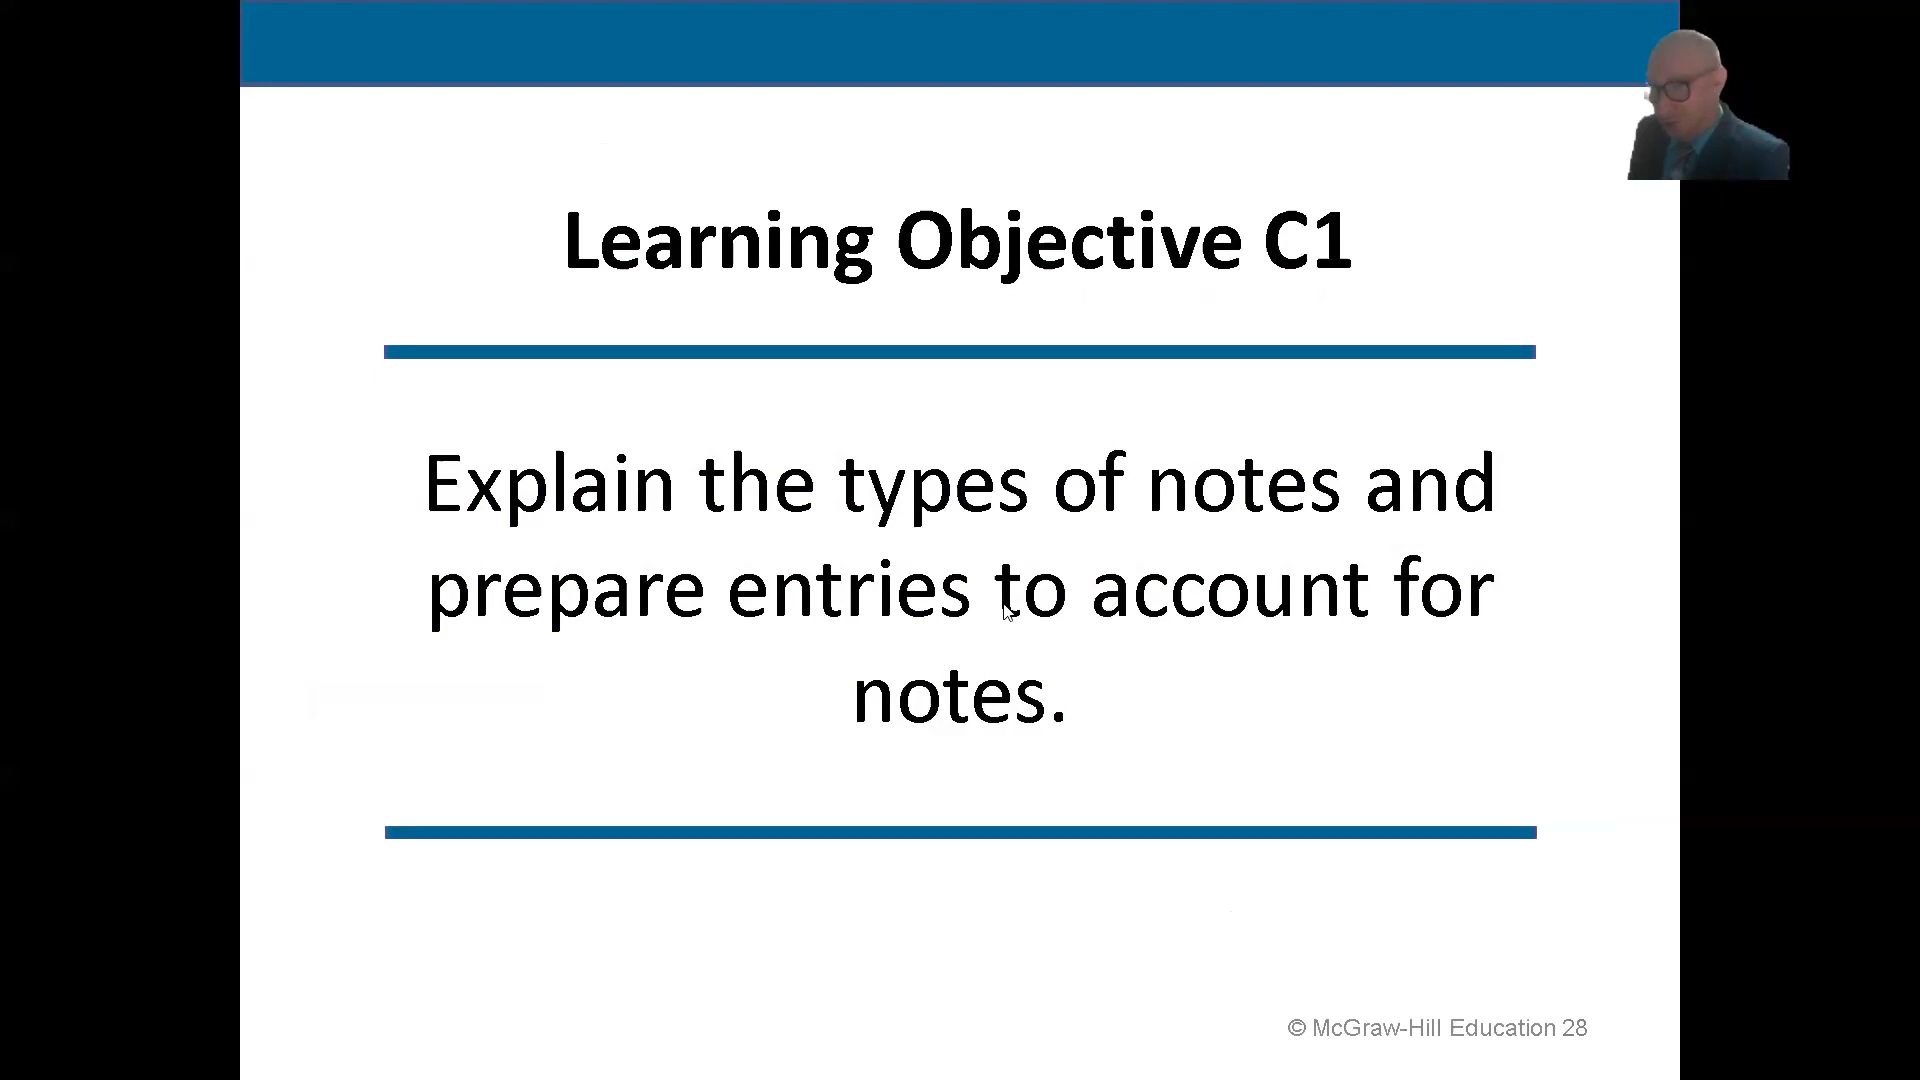 Learning Objective C1
Explain the types of notes and
prepare entries to account for
notes.
© McGraw-Hill Education 28